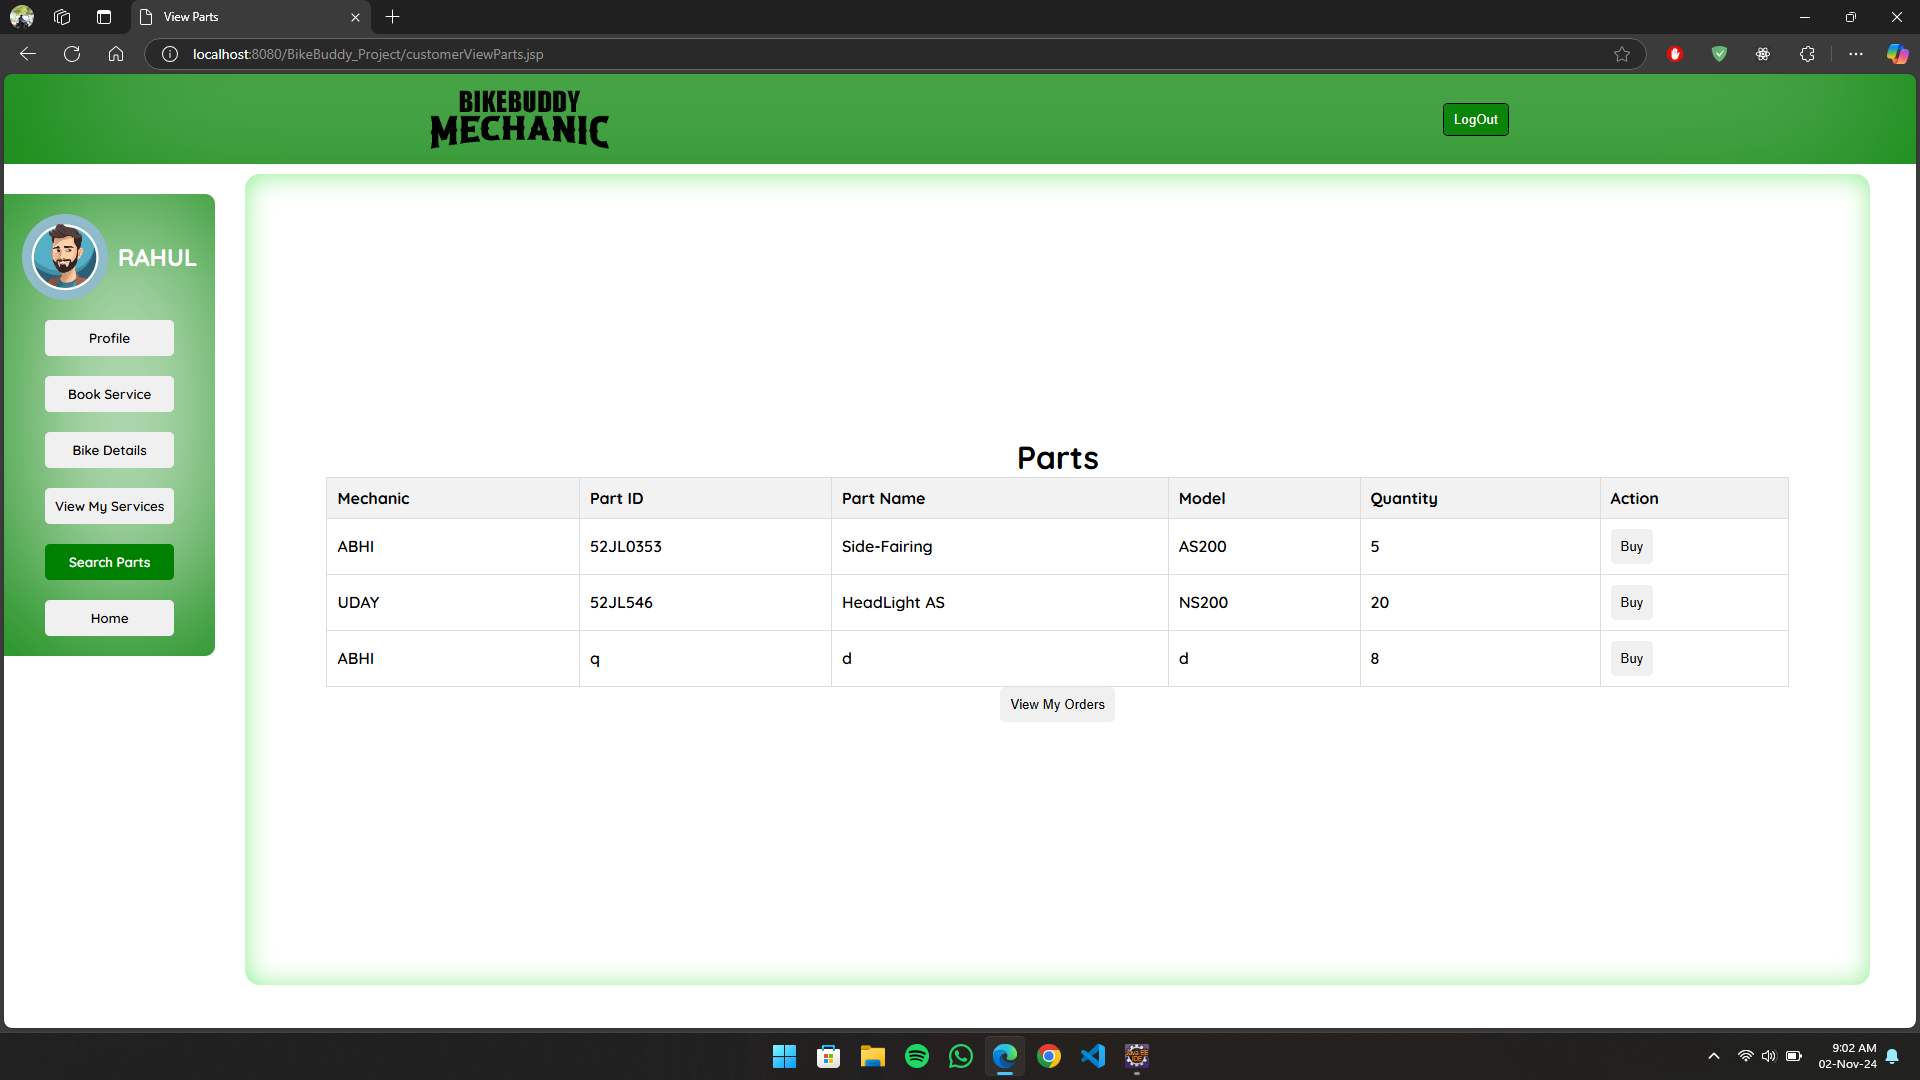 View Parts
localhost:8080/BikeBuddy_Project/customerViewParts.jsp
BIKEBUDDY
MECHANIC
LogOut
RAHUL
Profile
Book Service
Bike Details
View My Services
Search Parts
Home
Parts
Mechanic Part ID Part Name Model Quantity Action
ABHI 52JL0353 Side-Fairing AS200 5 Buy
UDAY 52JL546 HeadLight AS NS200 20 Buy
ABHI q d d 8 Buy
View My Orders
9:02 AM
02-Nov-24